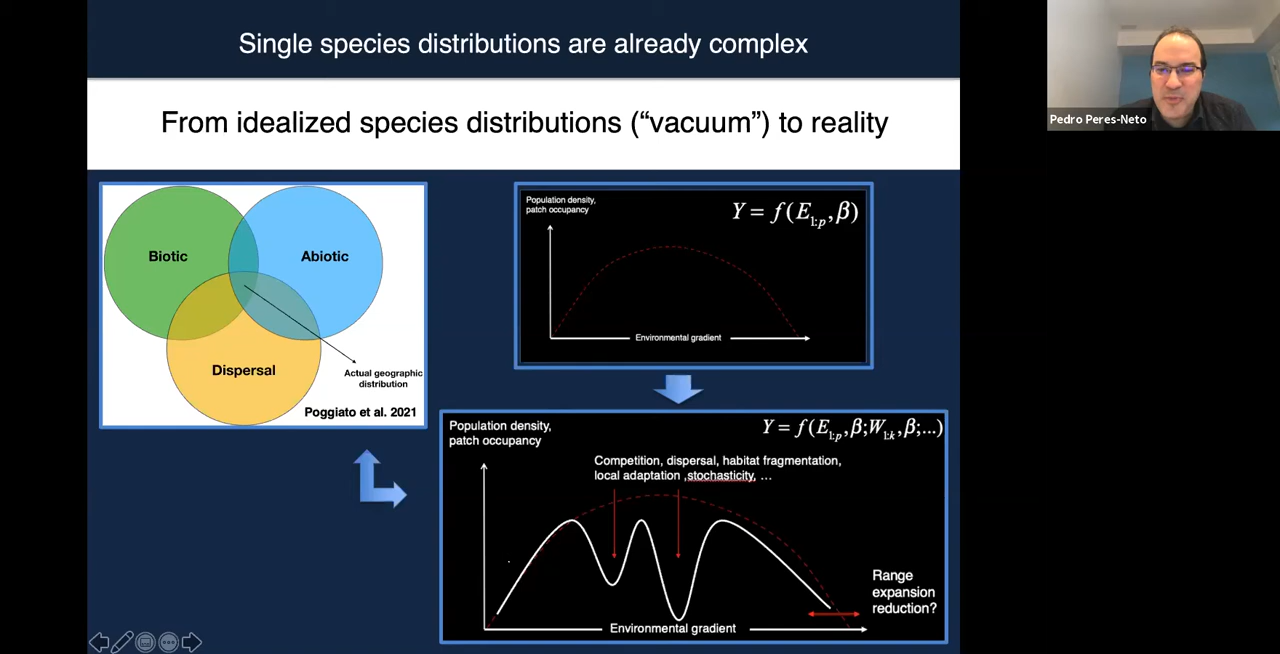 Single species distributions are already complex
From idealized species distributions (“vacuum”) to reality
Biotic
Abiotic
Dispersal
Actual geographic
distribution
Poggiato et al. 2021
Population density,
patch occupancy
Y = f(E1:p, β)
Environmental gradient
Population density,
patch occupancy
Y = f(E1:p, β;W1:k, β;...)
Competition, dispersal, habitat fragmentation,
local adaptation ,stochasticity, ...
Range
expansion
reduction?
Environmental gradient
Pedro Peres-Neto